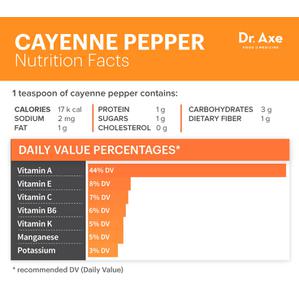 Dr. Axe
FOOD & MEDICINE
CAYENNE PEPPER
Nutrition Facts
1 teaspoon of cayenne pepper contains:
CALORIES 17 k cal
SODIUM 2 mg
FAT 1 g
PROTEIN 1 g
SUGARS 1 g
CHOLESTEROL 0 g
CARBOHYDRATES 3 g
DIETARY FIBER 1 g
DAILY VALUE PERCENTAGES*
Vitamin A 44% DV
Vitamin E 8% DV
Vitamin C 7% DV
Vitamin B6 6% DV
Vitamin K 5% DV
Manganese 5% DV
Potassium 3% DV
* recommended DV (Daily Value)